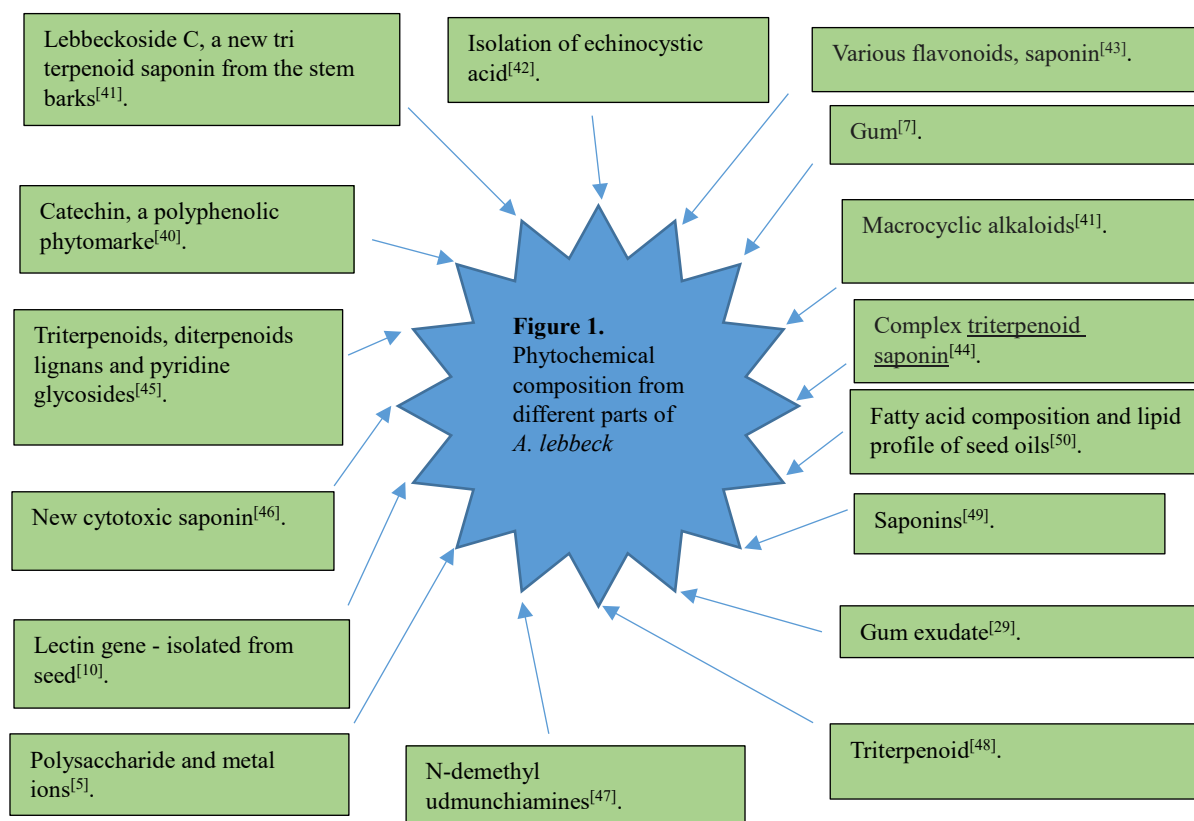 Lebbeckoside C, a new tri
terpenoid saponin from the stem
barks[41].
Isolation of echinocystic
acid[42].
Various flavonoids, saponin[43].
Gum[7].
Catechin, a polyphenolic
phytomarke[40].
Macrocyclic alkaloids[41].
Triterpenoids, diterpenoids
lignans and pyridine
glycosides[45].
Figure 1.
Phytochemical
composition from
different parts of
A. lebbeck
Complex triterpenoid
saponin[44].
Fatty acid composition and lipid
profile of seed oils[50].
New cytotoxic saponin[46].
Saponins[49].
Lectin gene - isolated from
seed[10].
Gum exudate[29].
Polysaccharide and metal
ions[5].
N-demethyl
udmunchiamines[47].
Triterpenoid[48].